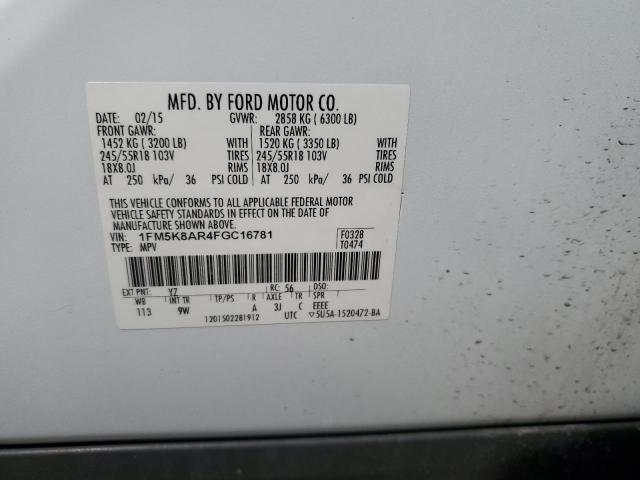 MFD. BY FORD MOTOR CO.
DATE: 02/15 GVWR: 2858 KG ( 6300 LB)
FRONT GAWR: REAR GAWR:
1452 KG ( 3200 LB) WITH 1520 KG ( 3350 LB) WITH
245/55R18 103V TIRES 245/55R18 103V TIRES
18X8.0J RIMS 18X8.0J RIMS
AT 250 kPa/ 36 PSI COLD AT 250 kPa/ 36 PSI COLD
THIS VEHICLE CONFORMS TO ALL APPLICABLE FEDERAL MOTOR
VEHICLE SAFETY STANDARDS IN EFFECT ON THE DATE OF
MANUFACTURE SHOWN ABOVE.
VIN: 1FM5K8AR4FGC16781 F0328
TYPE: MPV T0474
EXT PNT: YZ RC: 56 DSO:
WB INT TR TP/PS R AXLE TR SPR
113 9W A 3J C EEEE
1201502281912 UTC ▽5U5A-1520472-BA